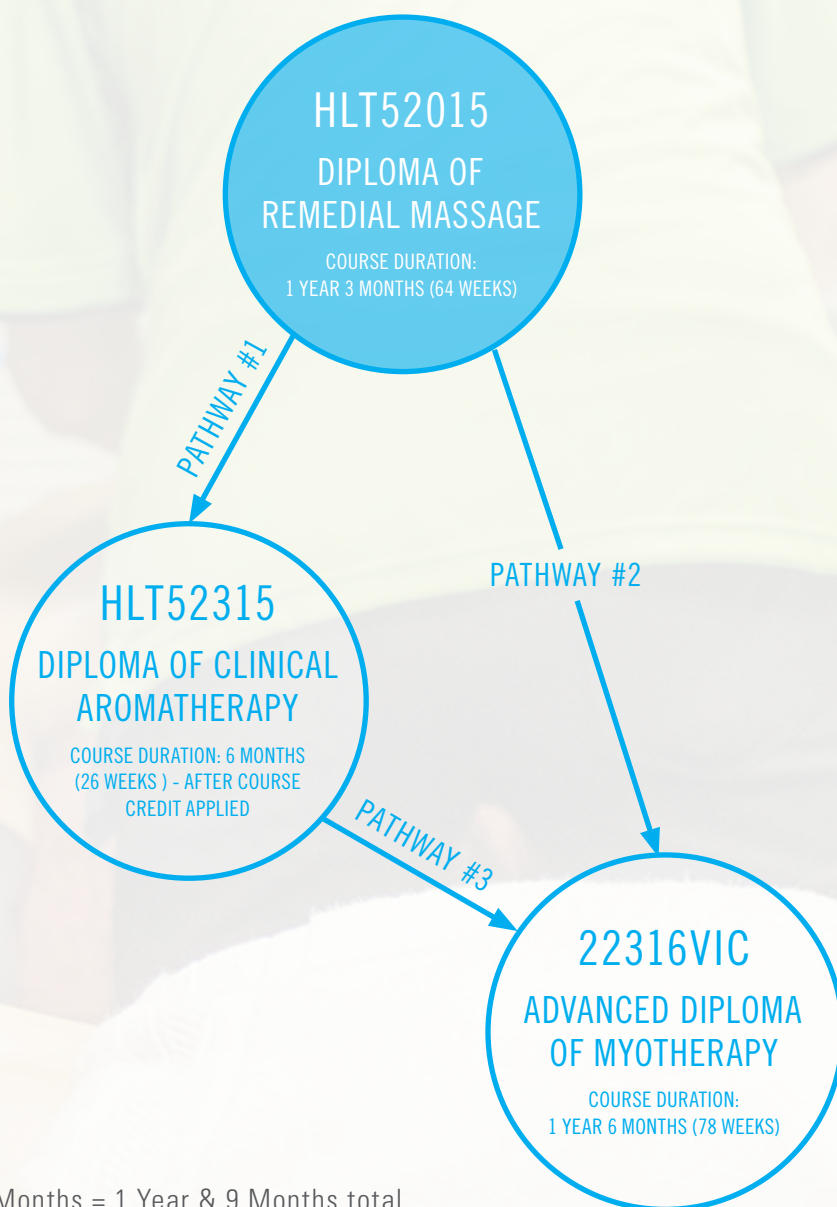 HLT52015
DIPLOMA OF
REMEDIAL MASSAGE
COURSE DURATION:
1 YEAR 3 MONTHS (64 WEEKS)
PATHWAY #1
PATHWAY #2
HLT52315
DIPLOMA OF CLINICAL
AROMATHERAPY
COURSE DURATION: 6 MONTHS
(26 WEEKS ) - AFTER COURSE
CREDIT APPLIED
PATHWAY #3
22316VIC
ADVANCED DIPLOMA
OF MYOTHERAPY
COURSE DURATION:
1 YEAR 6 MONTHS (78 WEEKS)
Months = 1 Year & 9 Months total